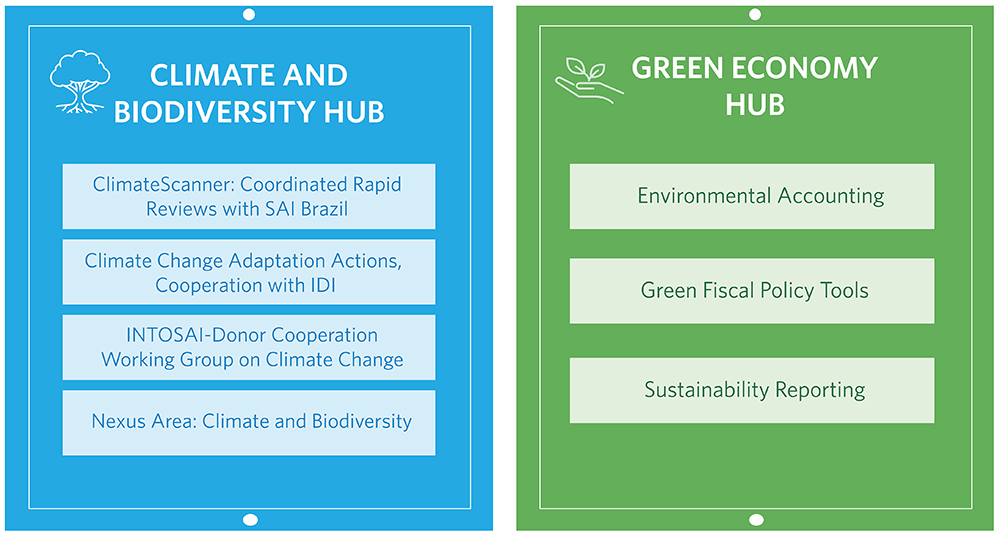 CLIMATE AND
BIODIVERSITY HUB
ClimateScanner: Coordinated Rapid
Reviews with SAI Brazil
Climate Change Adaptation Actions,
Cooperation with IDI
INTOSAI-Donor Cooperation
Working Group on Climate Change
Nexus Area: Climate and Biodiversity
GREEN ECONOMY
HUB
Environmental Accounting
Green Fiscal Policy Tools
Sustainability Reporting